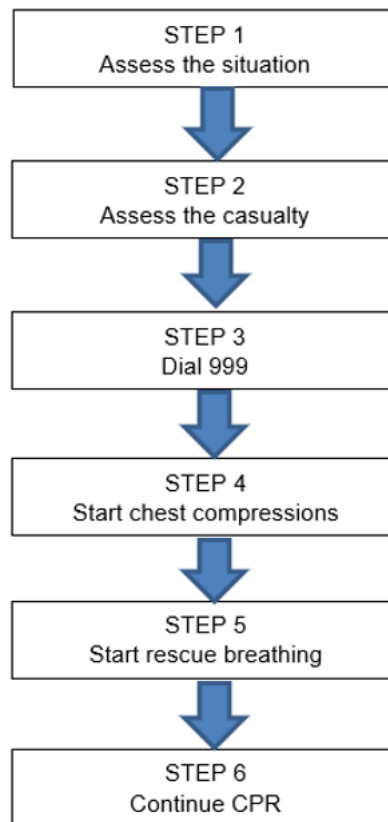 STEP 1
Assess the situation
STEP 2
Assess the casualty
STEP 3
Dial 999
STEP 4
Start chest compressions
STEP 5
Start rescue breathing
STEP 6
Continue CPR